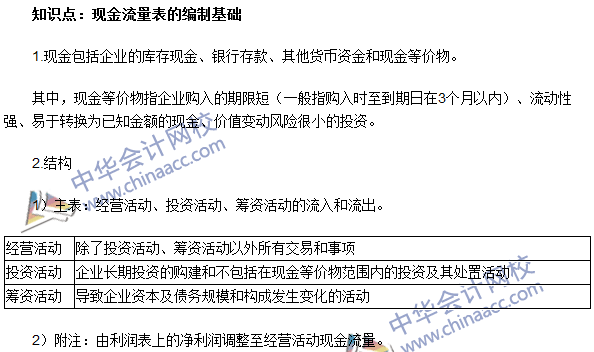 知识点：现金流量表的编制基础
1.现金包括企业的库存现金、银行存款、其他货币资金和现金等价物。
其中，现金等价物指企业购入的期限短（一般指购入时至到期日在3个月以内）、流动性
强、易于转换为已知金额的现金、价值变动风险很小的投资。
2.结构
1）主表：经营活动、投资活动、筹资活动的流入和流出。
经营活动 除了投资活动、筹资活动以外所有交易和事项
投资活动 企业长期投资的购建和不包括在现金等价物范围内的投资及其处置活动
筹资活动 导致企业资本及债务规模和构成发生变化的活动
2）附注：由利润表上的净利润调整至经营活动现金流量。
中华会计网校
www.chinaacc.com
中华会计网校
www.chinaacc.com